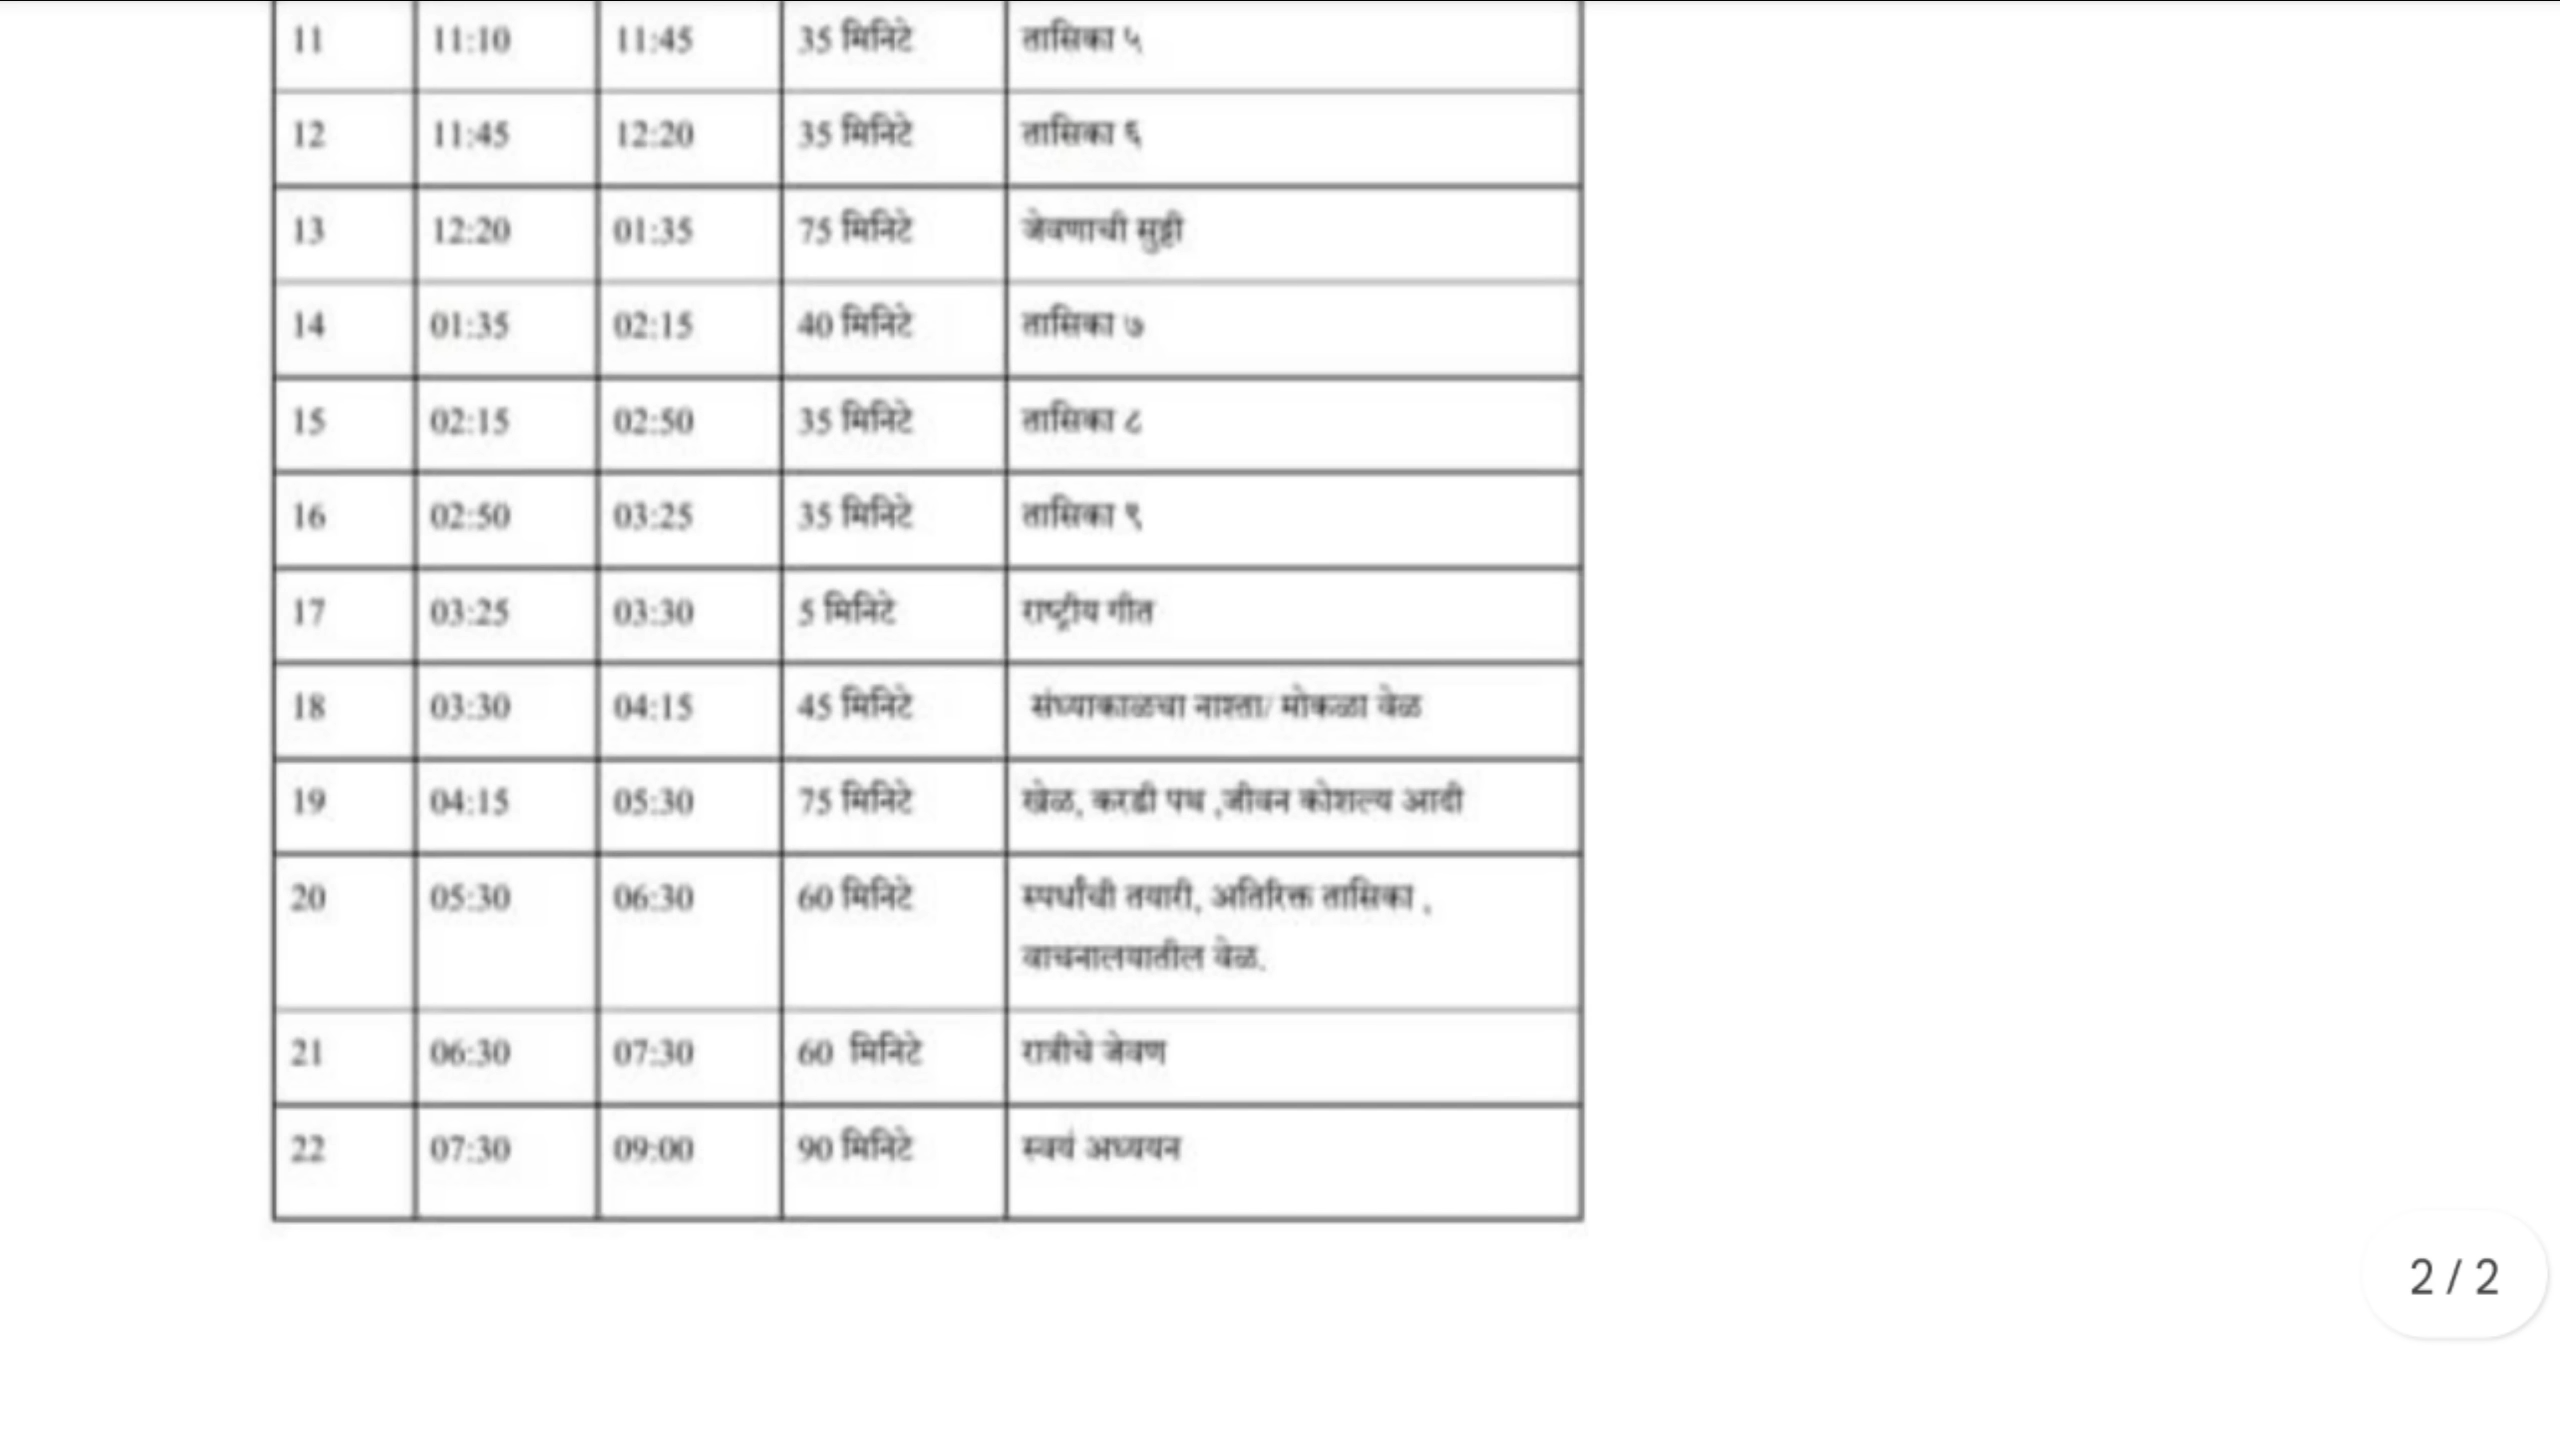 11 11:10 11:45 35 मिनिटे तासिका ५
12 11:45 12:20 35 मिनिटे तासिका ६
13 12:20 01:35 75 मिनिटे जेवणाची सुट्टी
14 01:35 02:15 40 मिनिटे तासिका ७
15 02:15 02:50 35 मिनिटे तासिका ८
16 02:50 03:25 35 मिनिटे तासिका ९
17 03:25 03:30 5 मिनिटे राष्ट्रीय गीत
18 03:30 04:15 45 मिनिटे संध्याकाळचा नाश्ता/ मोकळा वेळ
19 04:15 05:30 75 मिनिटे खेळ, करडी पथ ,जीवन कोशल्य आदी
20 05:30 06:30 60 मिनिटे स्पर्धांची तयारी, अतिरिक्त तासिका ,
वाचनालयातील वेळ.
21 06:30 07:30 60 मिनिटे रात्रीचे जेवण
22 07:30 09:00 90 मिनिटे स्वयं अध्ययन
2 / 2